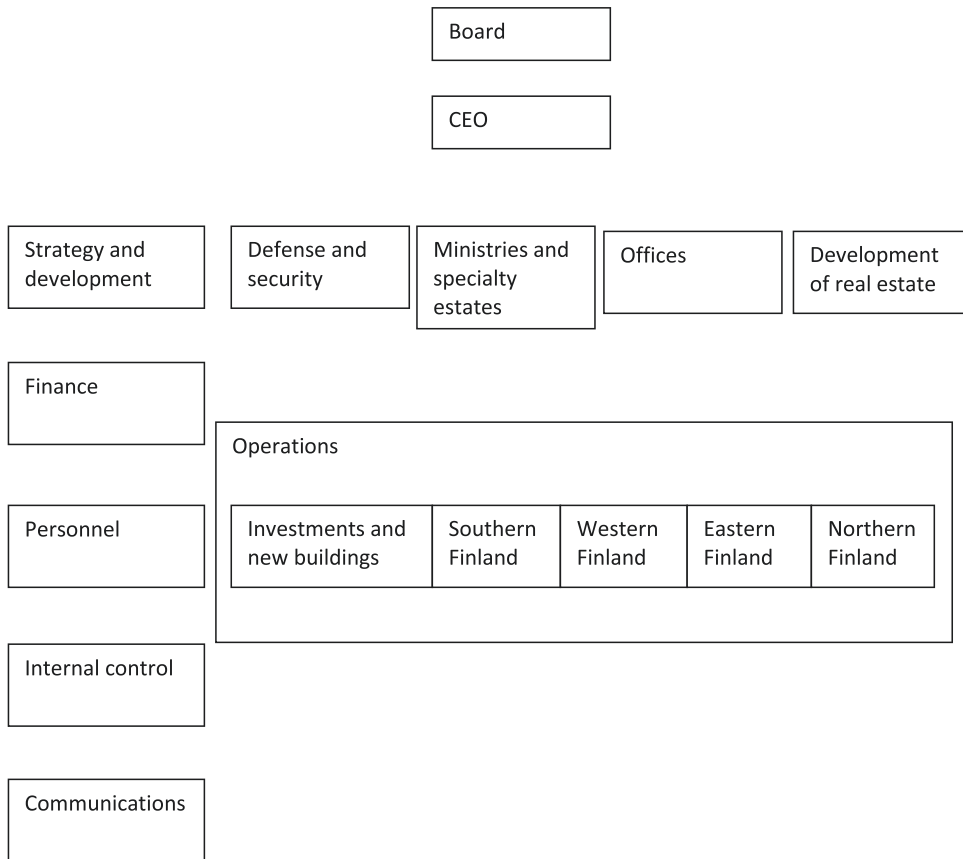 Board
CEO
Strategy and
development
Defense and
security
Ministries and
specialty
estates
Offices
Development
of real estate
Finance
Operations
Personnel
Investments and
new buildings
Southern
Finland
Western
Finland
Eastern
Finland
Northern
Finland
Internal control
Communications